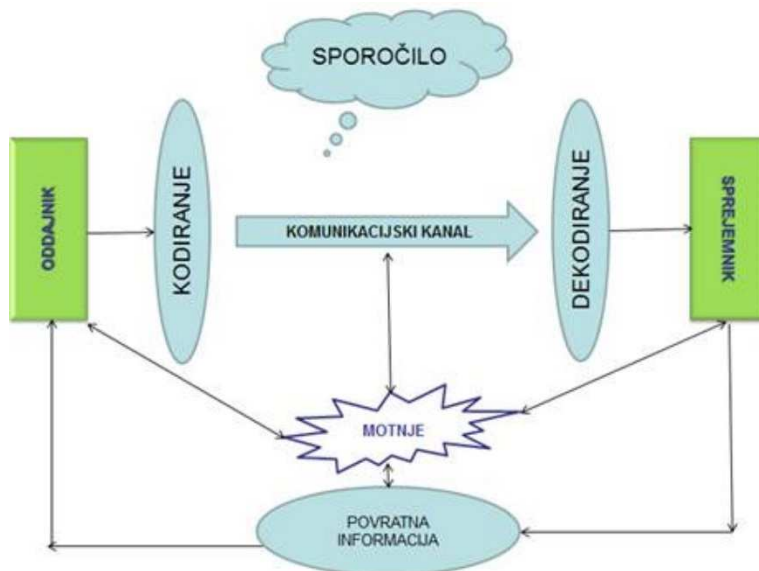 SPOROČILO
ODDAJNIK
KODIRANJE
KOMUNIKACIJSKI KANAL
DEKODIRANJE
SPREJEMNIK
MOTNJE
POVRATNA
INFORMACIJA